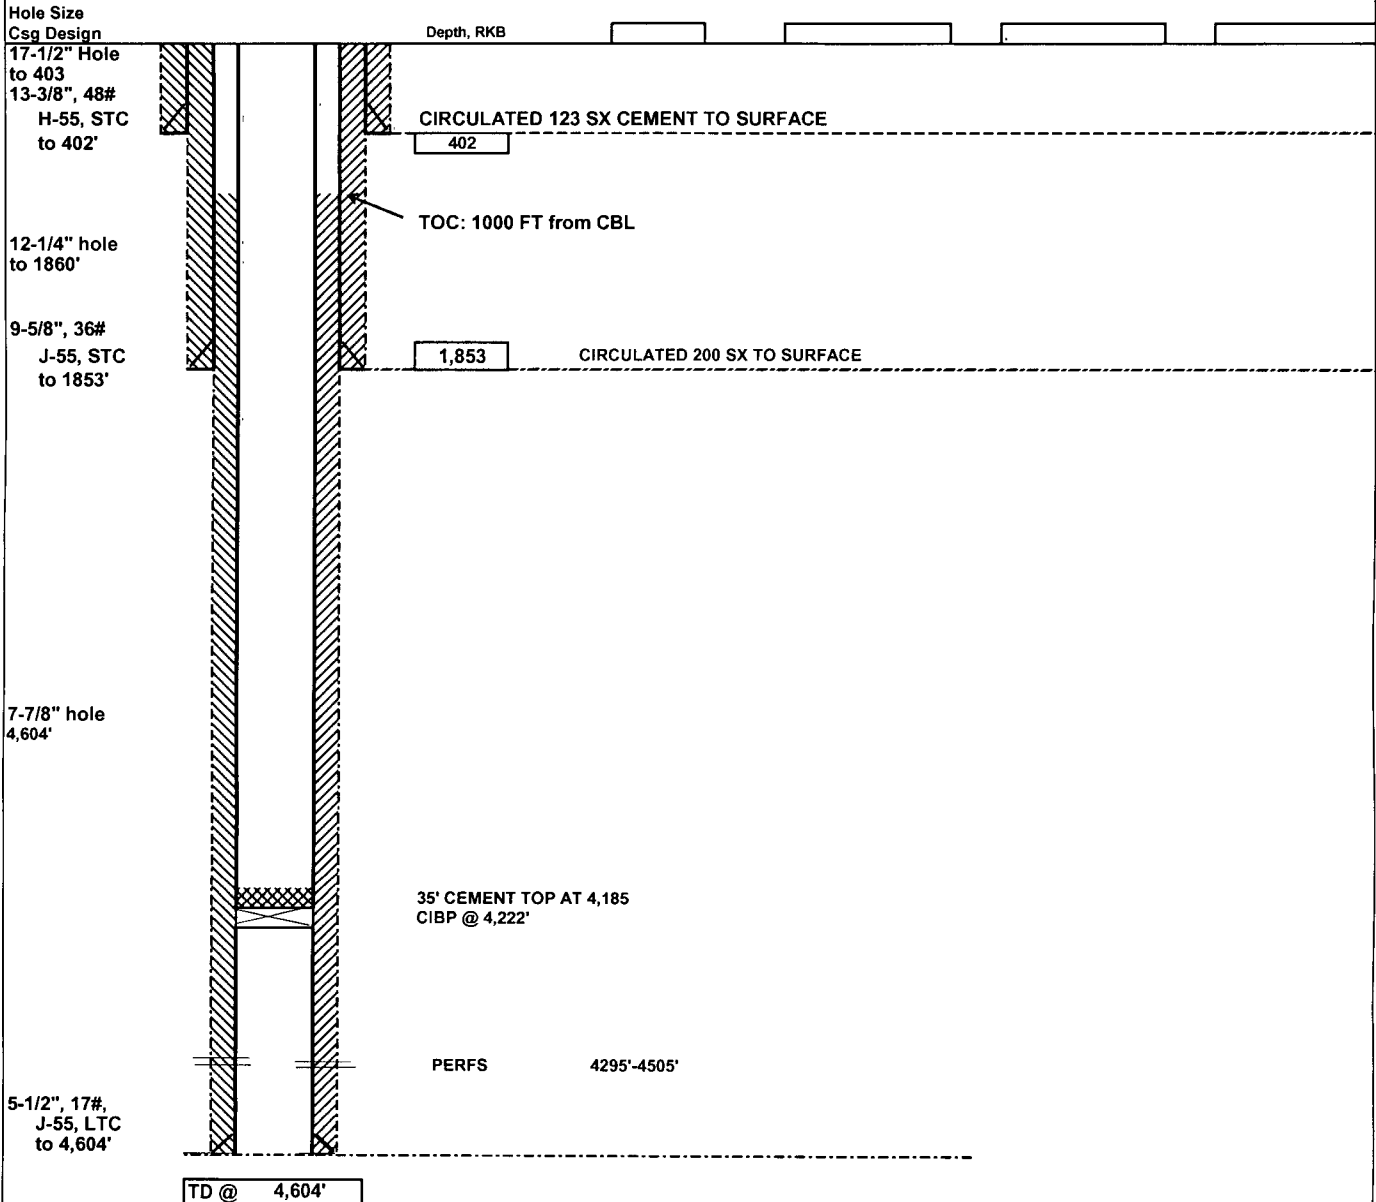 Hole Size
Csg Design
Depth, RKB
17-1/2" Hole
to 403
13-3/8", 48#
H-55, STC
to 402'
CIRCULATED 123 SX CEMENT TO SURFACE
402
TOC: 1000 FT from CBL
12-1/4" hole
to 1860'
9-5/8", 36#
J-55, STC
to 1853'
1,853
CIRCULATED 200 SX TO SURFACE
7-7/8" hole
4,604'
35' CEMENT TOP AT 4,185
CIBP @ 4,222'
PERFS 4295'-4505'
5-1/2", 17#,
J-55, LTC
to 4,604'
TD @ 4,604'